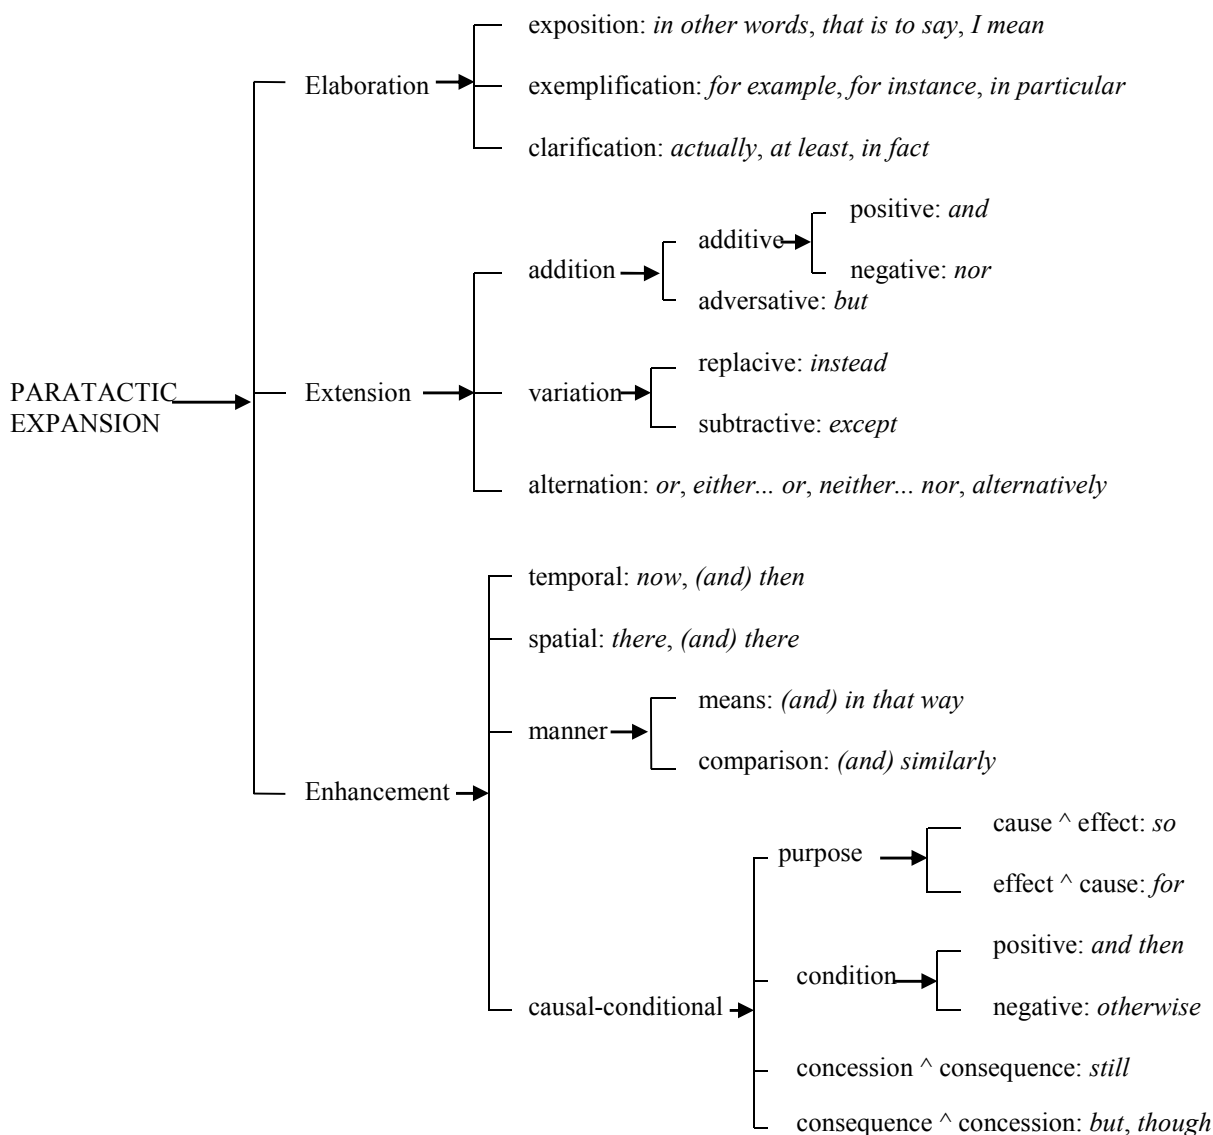 exposition: in other words, that is to say, I mean
Elaboration
exemplification: for example, for instance, in particular
clarification: actually, at least, in fact
positive: and
additive
negative: nor
addition
adversative: but
replacive: instead
PARATACTIC
EXPANSION
Extension
variation
subtractive: except
alternation: or, either... or, neither... nor, alternatively
temporal: now, (and) then
spatial: there, (and) there
means: (and) in that way
manner
comparison: (and) similarly
Enhancement
cause ^ effect: so
purpose
effect ^ cause: for
positive: and then
condition
negative: otherwise
causal-conditional
concession ^ consequence: still
consequence ^ concession: but, though